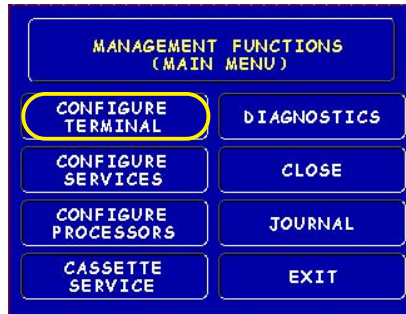 MANAGEMENT FUNCTIONS
(MAIN MENU)
CONFIGURE
TERMINAL
DIAGNOSTICS
CONFIGURE
SERVICES
CLOSE
CONFIGURE
PROCESSORS
JOURNAL
CASSETTE
SERVICE
EXIT